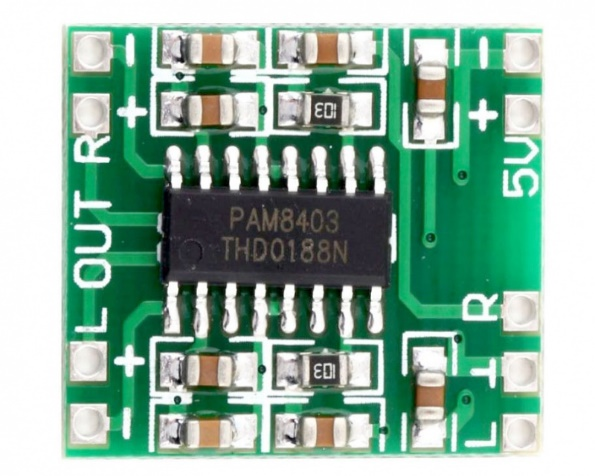 -
-
+
103
+
5V
L OUT R
PAM8403
THD0188N
R
+
103
⊥
-
L